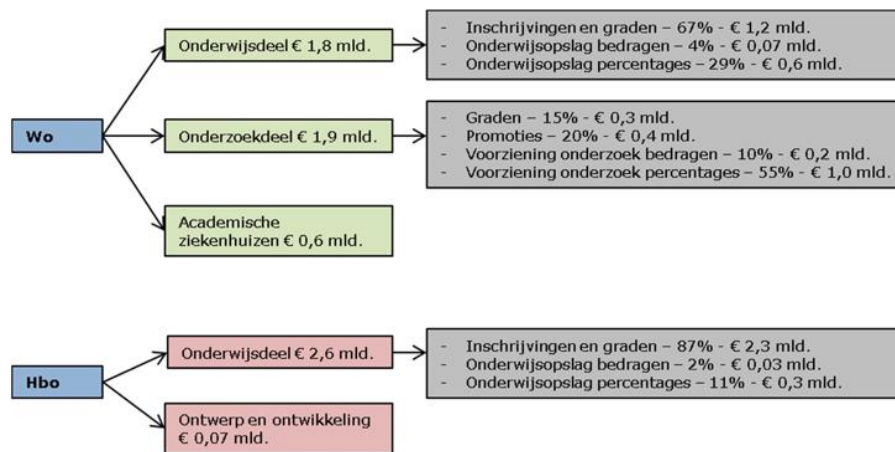 Wo
Onderwijsdeel € 1,8 mld.
- Inschrijvingen en graden – 67% - € 1,2 mld.
- Onderwijsopslag bedragen – 4% - € 0,07 mld.
- Onderwijsopslag percentages – 29% - € 0,6 mld.
Onderzoekdeel € 1,9 mld.
- Graden – 15% - € 0,3 mld.
- Promoties – 20% - € 0,4 mld.
- Voorziening onderzoek bedragen – 10% - € 0,2 mld.
- Voorziening onderzoek percentages – 55% - € 1,0 mld.
Academische
ziekenhuizen € 0,6 mld.
Hbo
Onderwijsdeel € 2,6 mld.
- Inschrijvingen en graden – 87% - € 2,3 mld.
- Onderwijsopslag bedragen – 2% - € 0,03 mld.
- Onderwijsopslag percentages – 11% - € 0,3 mld.
Ontwerp en ontwikkeling
€ 0,07 mld.